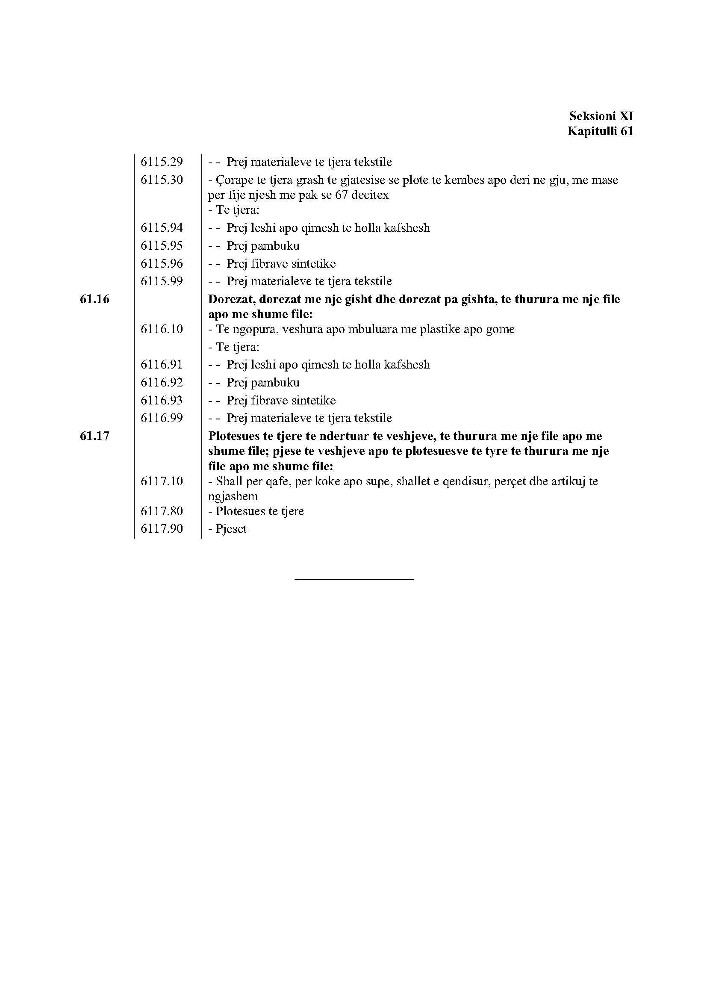 Seksioni XI
Kapitulli 61
6115.29 - - Prej materialeve te tjera tekstile
6115.30 - Çorape te tjera grash te gjatesise se plote te kembes apo deri ne gju, me mase
per fije njesh me pak se 67 decitex
- Te tjera:
6115.94 - - Prej leshi apo qimesh te holla kafshesh
6115.95 - - Prej pambuku
6115.96 - - Prej fibrave sintetike
6115.99 - - Prej materialeve te tjera tekstile
61.16 Dorezat, dorezat me nje gisht dhe dorezat pa gishta, te thurura me nje file
apo me shume file:
6116.10 - Te ngopura, veshura apo mbuluara me plastike apo gome
- Te tjera:
6116.91 - - Prej leshi apo qimesh te holla kafshesh
6116.92 - - Prej pambuku
6116.93 - - Prej fibrave sintetike
6116.99 - - Prej materialeve te tjera tekstile
61.17 Plotesues te tjere te ndertuar te veshjeve, te thurura me nje file apo me
shume file; pjese te veshjeve apo te plotesuesve te tyre te thurura me nje
file apo me shume file:
6117.10 - Shall per qafe, per koke apo supe, shallet e qendisur, perçet dhe artikuj te
ngjashem
6117.80 - Plotesues te tjere
6117.90 - Pjeset